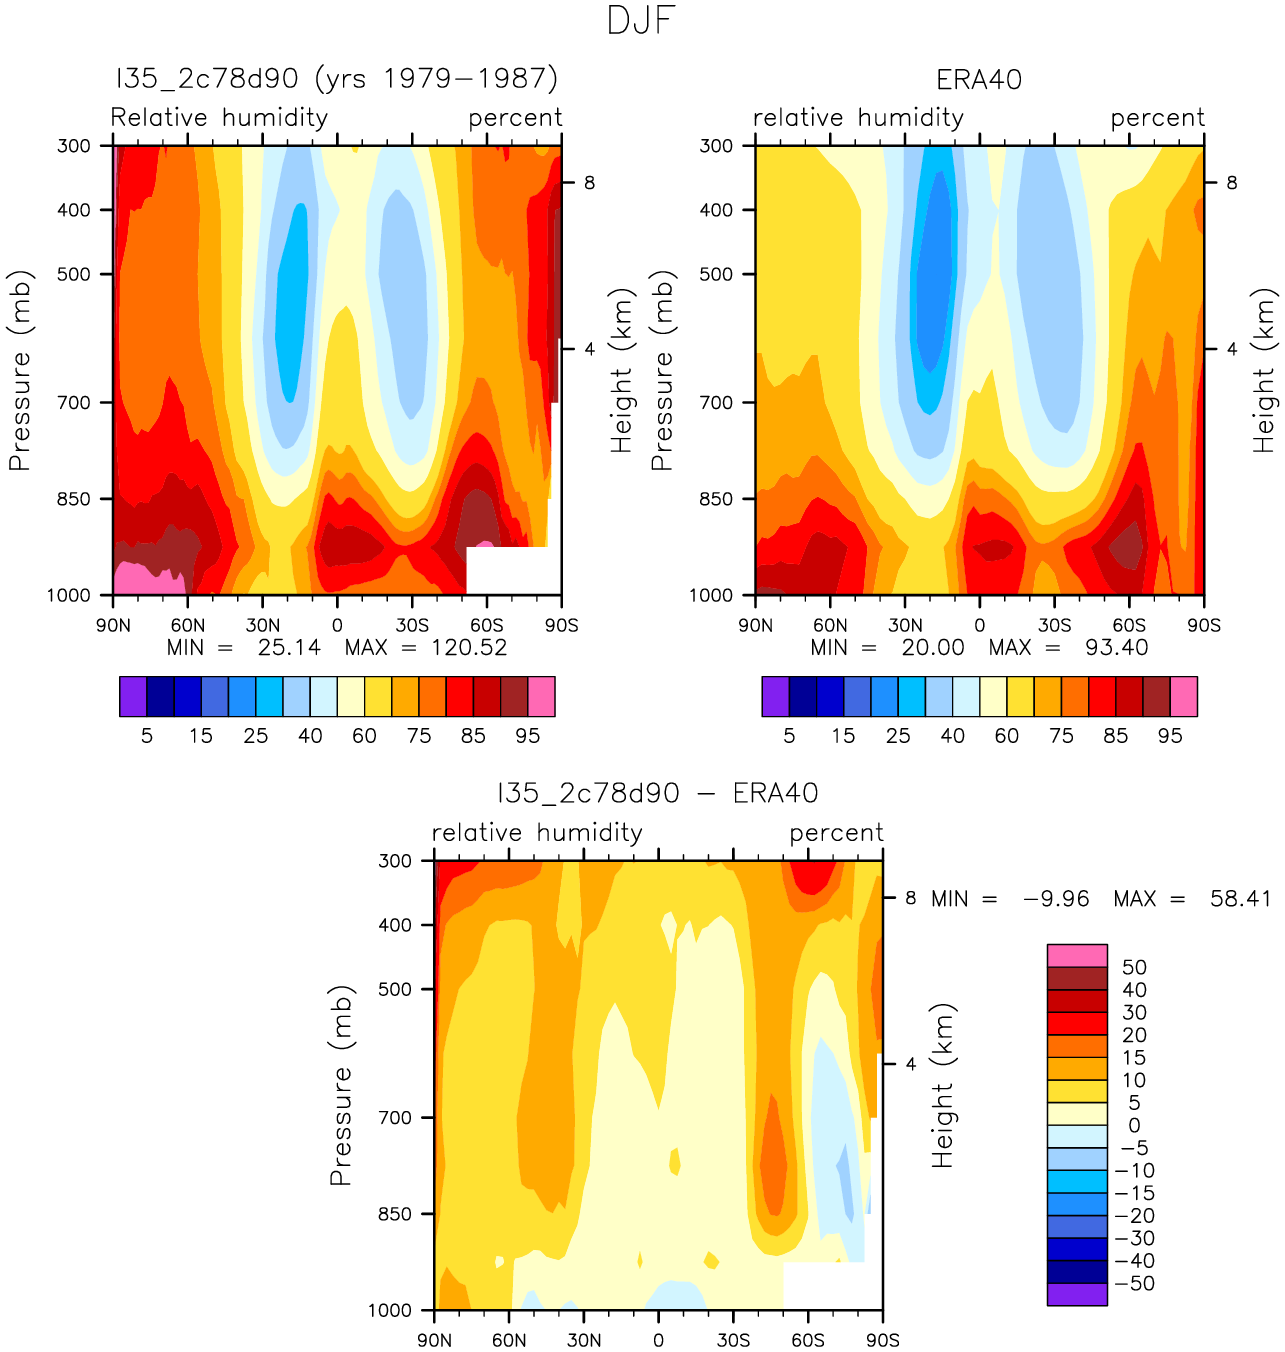 DJF
I35_2c78d90 (yrs 1979−1987)
Relative humidity percent
300
400
500
700
850
1000
Pressure (mb)
8
4
Height (km)
90N 60N 30N 0 30S 60S 90S
MIN = 25.14 MAX = 120.52
5 15 25 40 60 75 85 95
ERA40
relative humidity percent
300
400
500
700
850
1000
Pressure (mb)
8
4
Height (km)
90N 60N 30N 0 30S 60S 90S
MIN = 20.00 MAX = 93.40
5 15 25 40 60 75 85 95
I35_2c78d90 − ERA40
relative humidity percent
300
400
500
700
850
1000
Pressure (mb)
8
4
Height (km)
90N 60N 30N 0 30S 60S 90S
MIN = −9.96 MAX = 58.41
50
40
30
20
15
10
5
0
−5
−10
−15
−20
−30
−40
−50